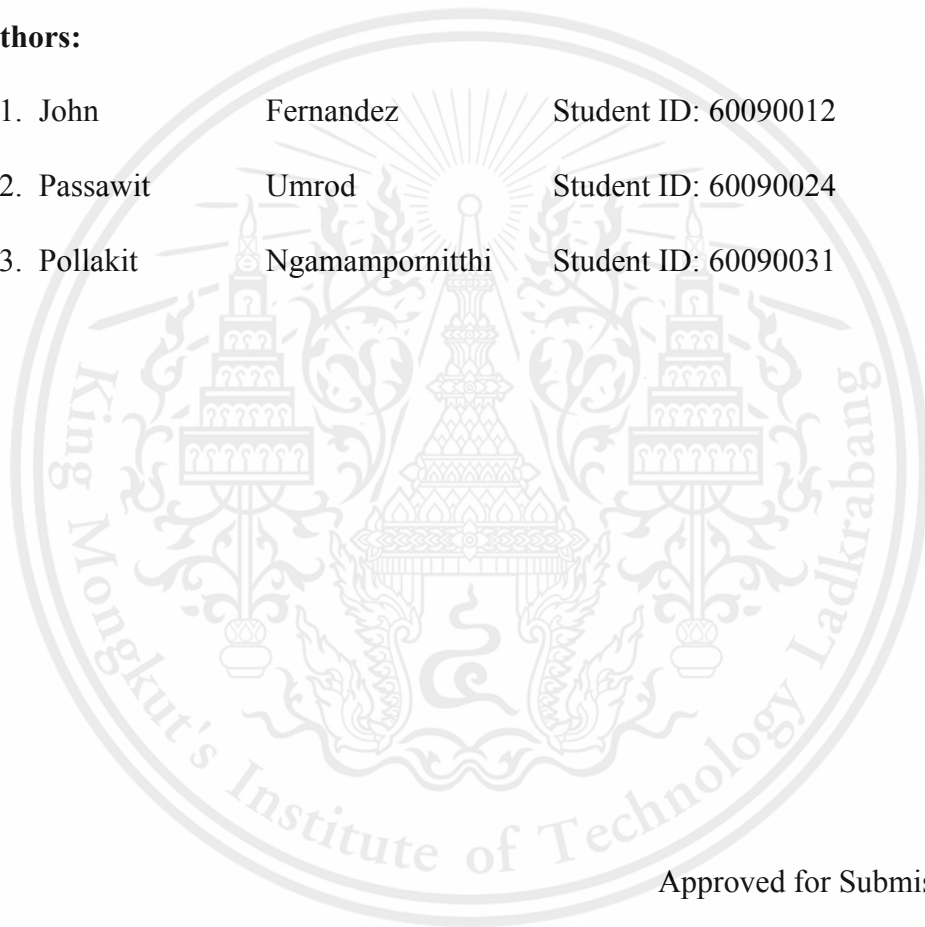 thors:
1. John Fernandez Student ID: 60090012
2. Passawit Umrod Student ID: 60090024
3. Pollakit Ngamampornitthi Student ID: 60090031
King Mongkut's Institute of Technology Ladkrabang
Approved for Submis